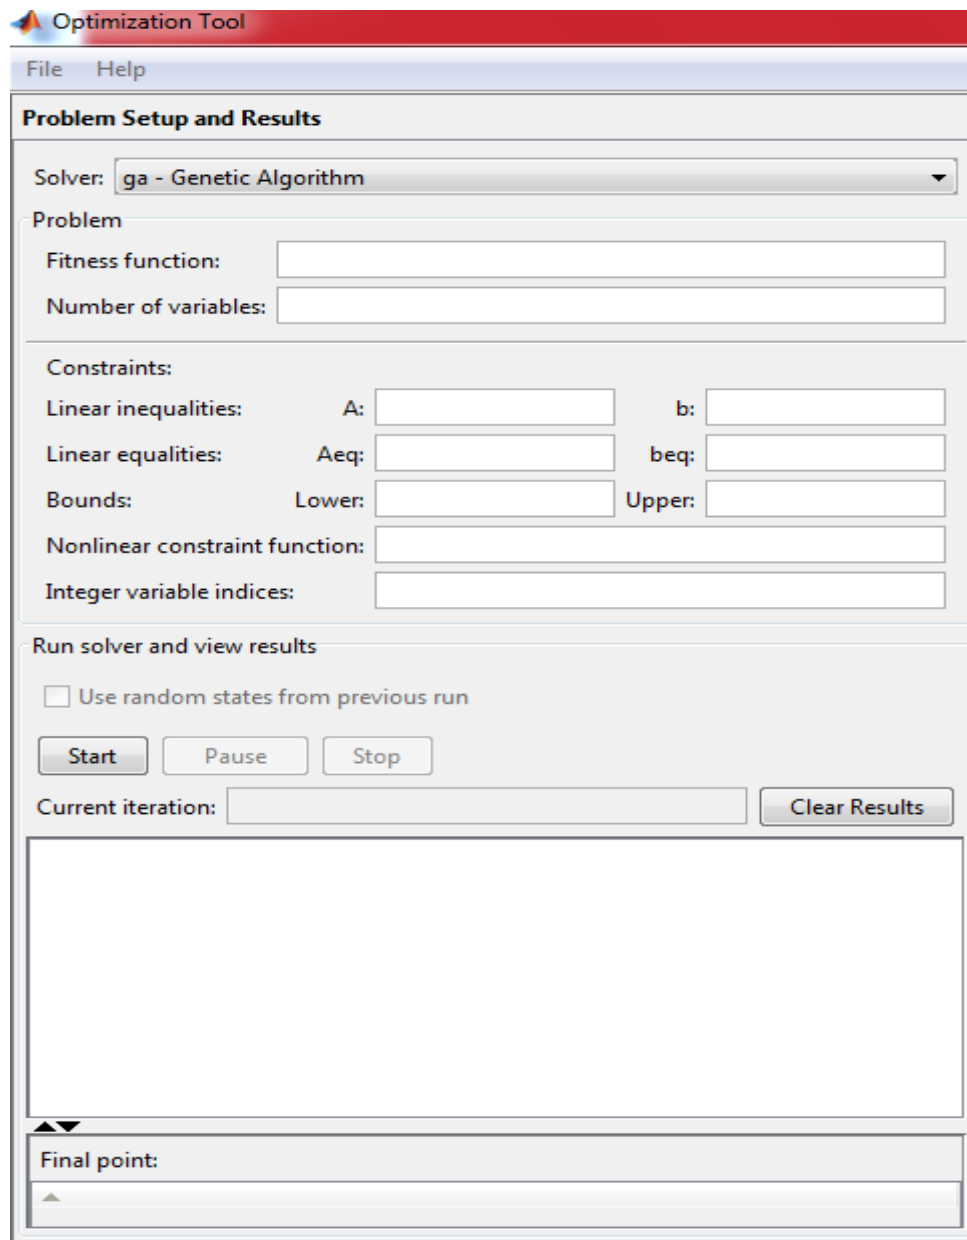 Optimization Tool
File Help
Problem Setup and Results
Solver: ga - Genetic Algorithm
Problem
Fitness function:
Number of variables:
Constraints:
Linear inequalities: A: b:
Linear equalities: Aeq: beq:
Bounds: Lower: Upper:
Nonlinear constraint function:
Integer variable indices:
Run solver and view results
Use random states from previous run
Start Pause Stop
Current iteration: Clear Results
Final point: